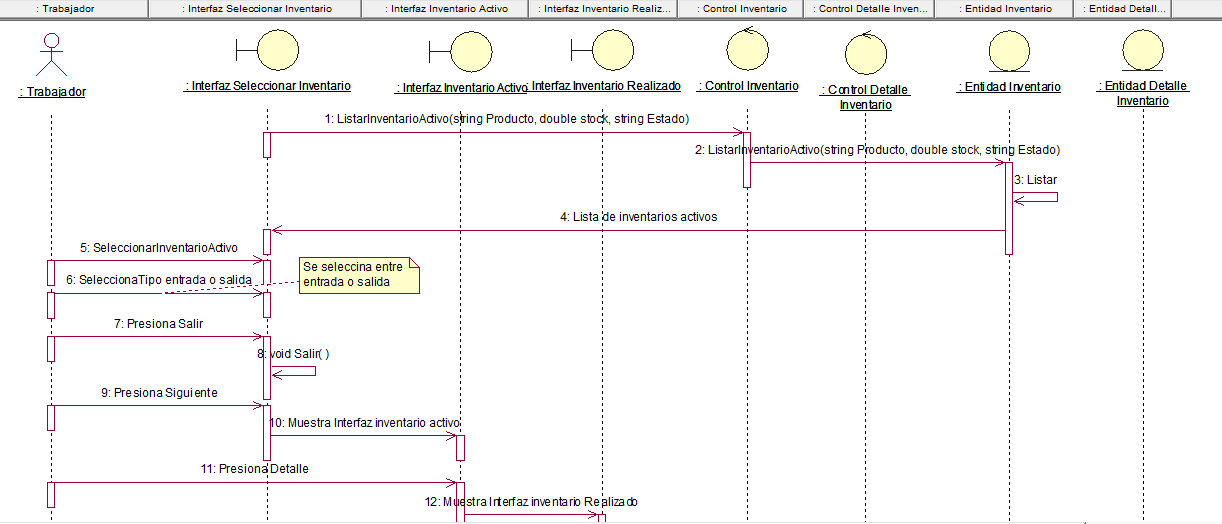 : Trabajador
: Interfaz Seleccionar Inventario
: Interfaz Inventario Activo
: Interfaz Inventario Realiz...
: Control Inventario
: Control Detalle Inven...
: Entidad Inventario
: Entidad Detall...
: Trabajador
: Interfaz Seleccionar Inventario
: Interfaz Inventario Activo
: Interfaz Inventario Realizado
: Control Inventario
: Control Detalle
Inventario
: Entidad Inventario
: Entidad Detalle
Inventario
1: ListarInventarioActivo(string Producto, double stock, string Estado)
2: ListarInventarioActivo(string Producto, double stock, string Estado)
3: Listar
4: Lista de inventarios activos
5: SeleccionarInventarioActivo
Se seleccina entre
entrada o salida
6: SeleccionaTipo entrada o salida
7: Presiona Salir
8: void Salir( )
9: Presiona Siguiente
10: Muestra Interfaz inventario activo
11: Presiona Detalle
12: Muestra Interfaz inventario Realizado